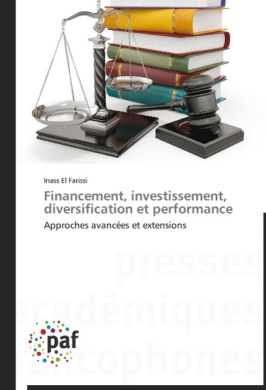 Inass El Farissi
Financement, investissement,
diversification et performance
Approches avancées et extensions
presses
académiques
francophones
paf